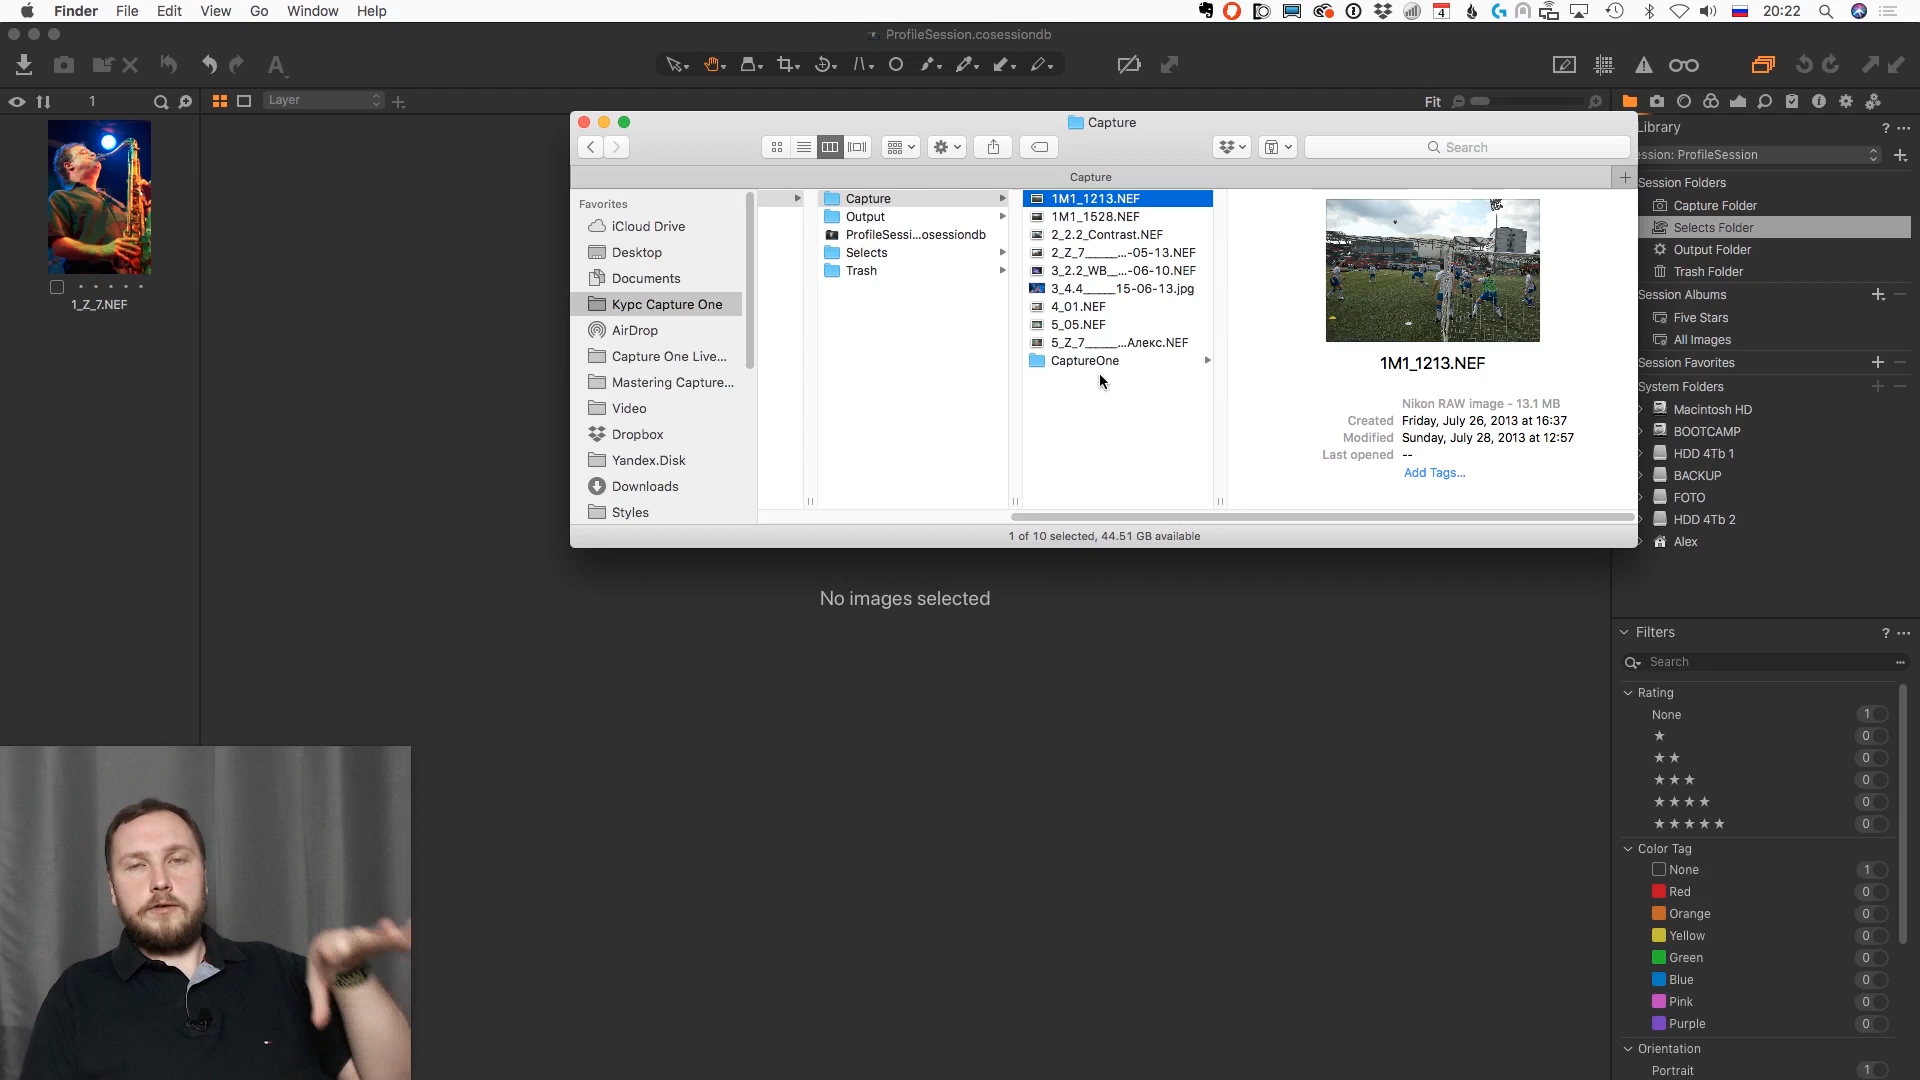 Finder File Edit View Go Window Help
4
20:22
ProfileSession.cosessiondb
A
1
Layer
Fit
Capture
Search
Capture
Favorites
iCloud Drive
Desktop
Documents
Курс Capture One
AirDrop
Capture One Live...
Mastering Capture...
Video
Dropbox
Yandex.Disk
Downloads
Styles
Capture
Output
ProfileSessi...osessiondb
Selects
Trash
1M1_1213.NEF
1M1_1528.NEF
2_2.2_Contrast.NEF
2_Z_7_____...-05-13.NEF
3_2.2_WB__...-06-10.NEF
3_4.4_____15-06-13.jpg
4_01.NEF
5_05.NEF
5_Z_7_____...Алекс.NEF
CaptureOne
1M1_1213.NEF
Nikon RAW image - 13.1 MB
Created Friday, July 26, 2013 at 16:37
Modified Sunday, July 28, 2013 at 12:57
Last opened --
Add Tags...
1 of 10 selected, 44.51 GB available
1_Z_7.NEF
No images selected
Library
ession: ProfileSession
Session Folders
Capture Folder
Selects Folder
Output Folder
Trash Folder
Session Albums
Five Stars
All Images
Session Favorites
System Folders
Macintosh HD
BOOTCAMP
HDD 4Tb 1
BACKUP
FOTO
HDD 4Tb 2
Alex
Filters
Search
Rating
None 1
0
0
0
0
0
Color Tag
None 1
Red 0
Orange 0
Yellow 0
Green 0
Blue 0
Pink 0
Purple 0
Orientation
Portrait 1